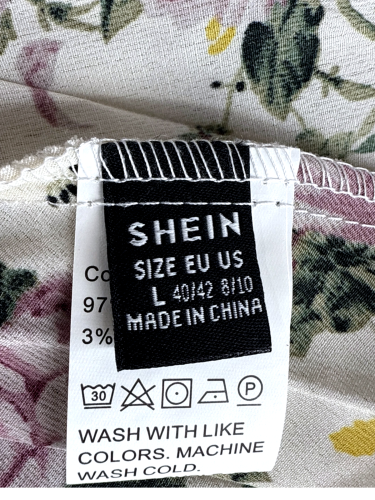 SHEIN
SIZE EU US
L 40/42 8/10
MADE IN CHINA
Co
97
3%
30
P
WASH WITH LIKE
COLORS. MACHINE
WASH COLD.